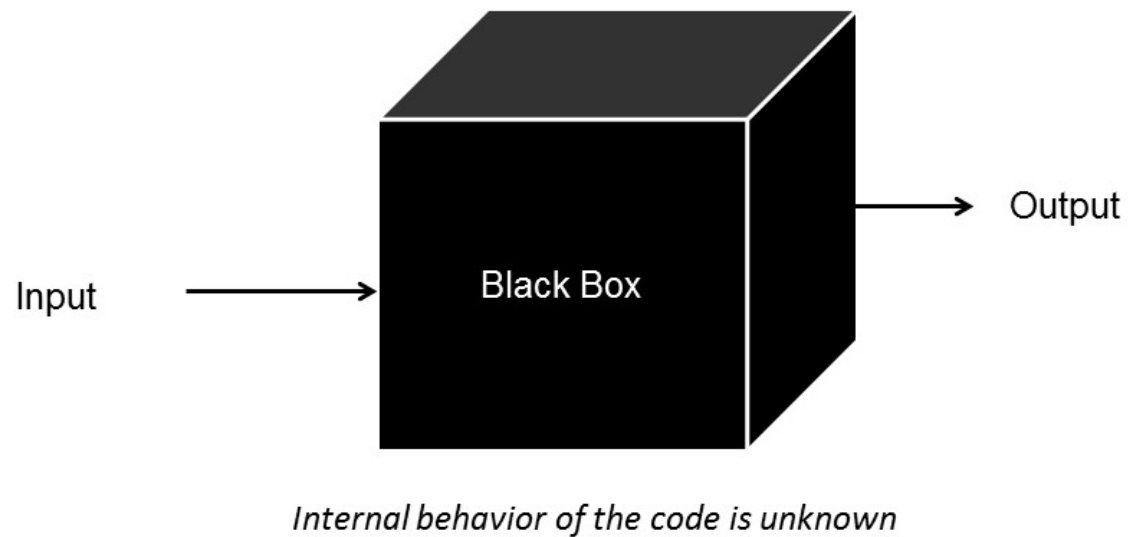 Input
Black Box
Output
Internal behavior of the code is unknown